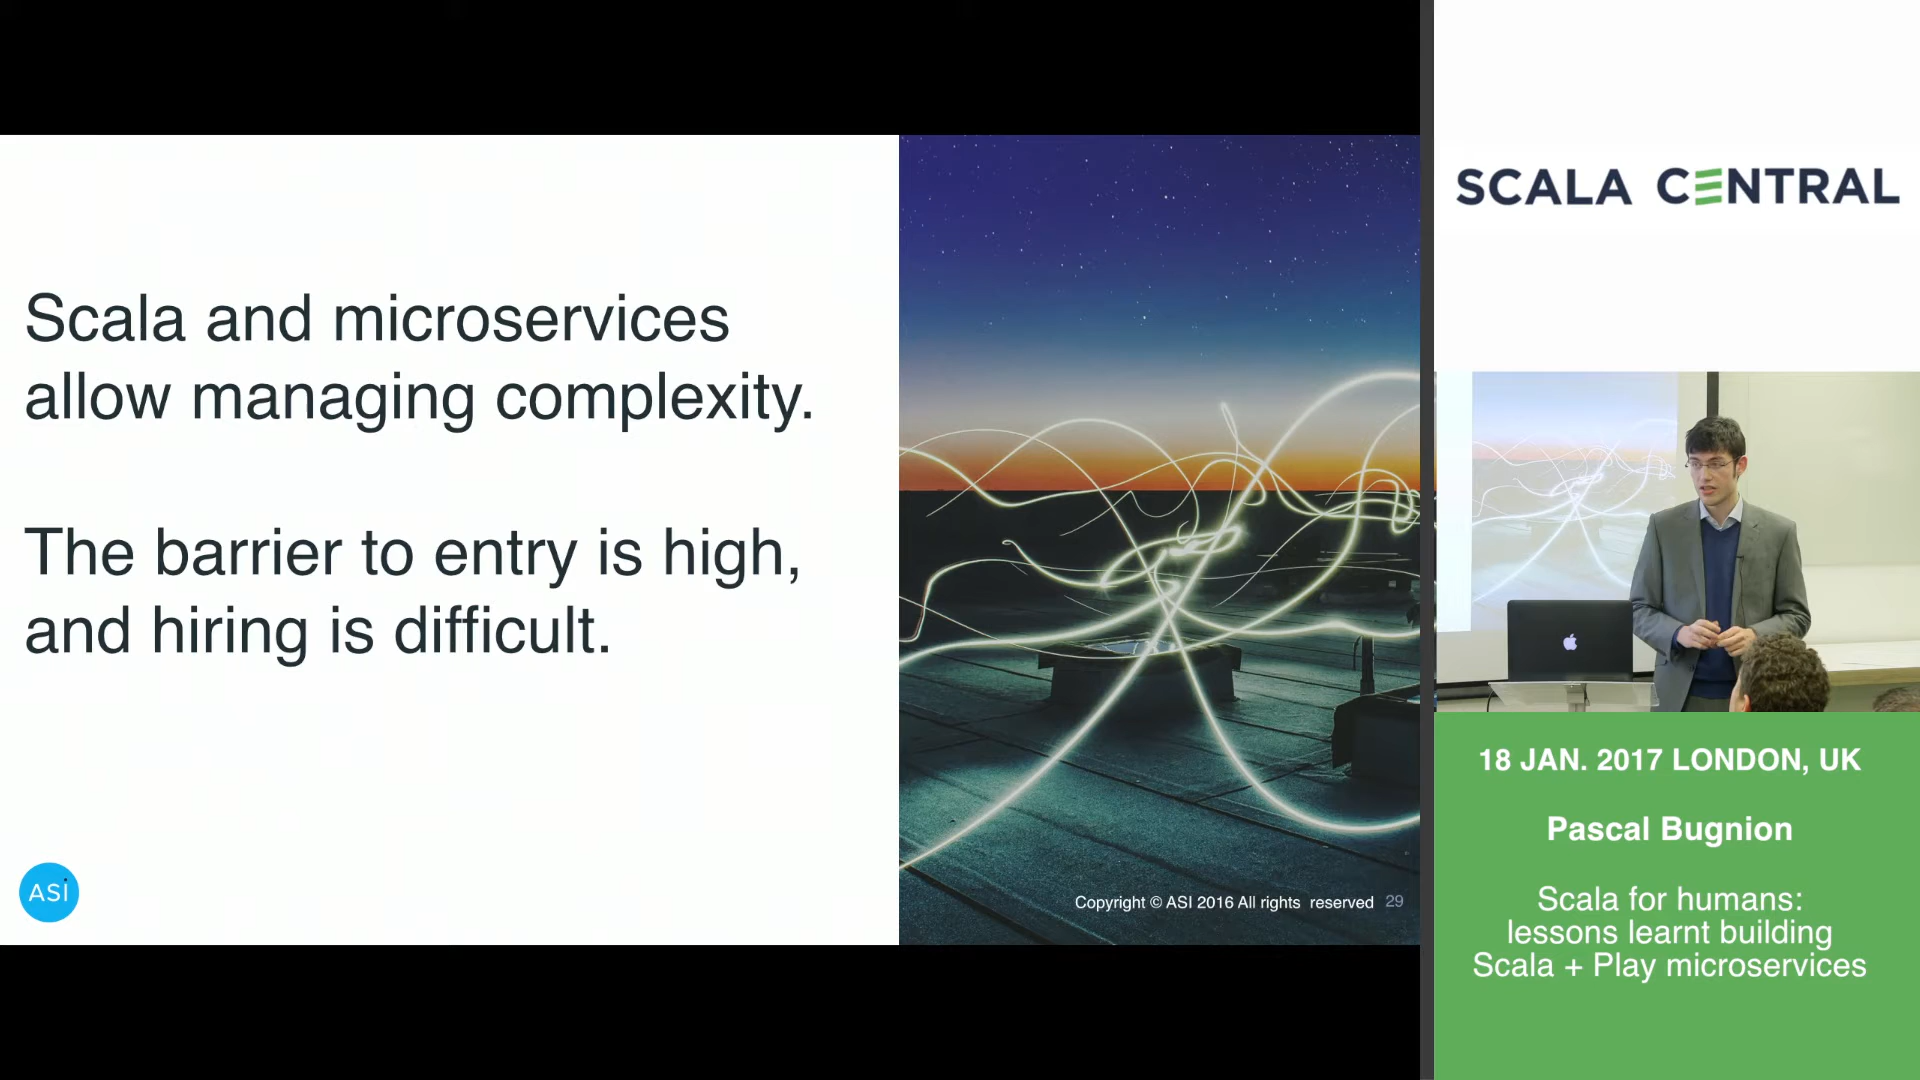 Scala and microservices
allow managing complexity.
The barrier to entry is high,
and hiring is difficult.
ASI
Copyright © ASI 2016 All rights reserved 29
SCALA CENTRAL
18 JAN. 2017 LONDON, UK
Pascal Bugnion
Scala for humans:
lessons learnt building
Scala + Play microservices